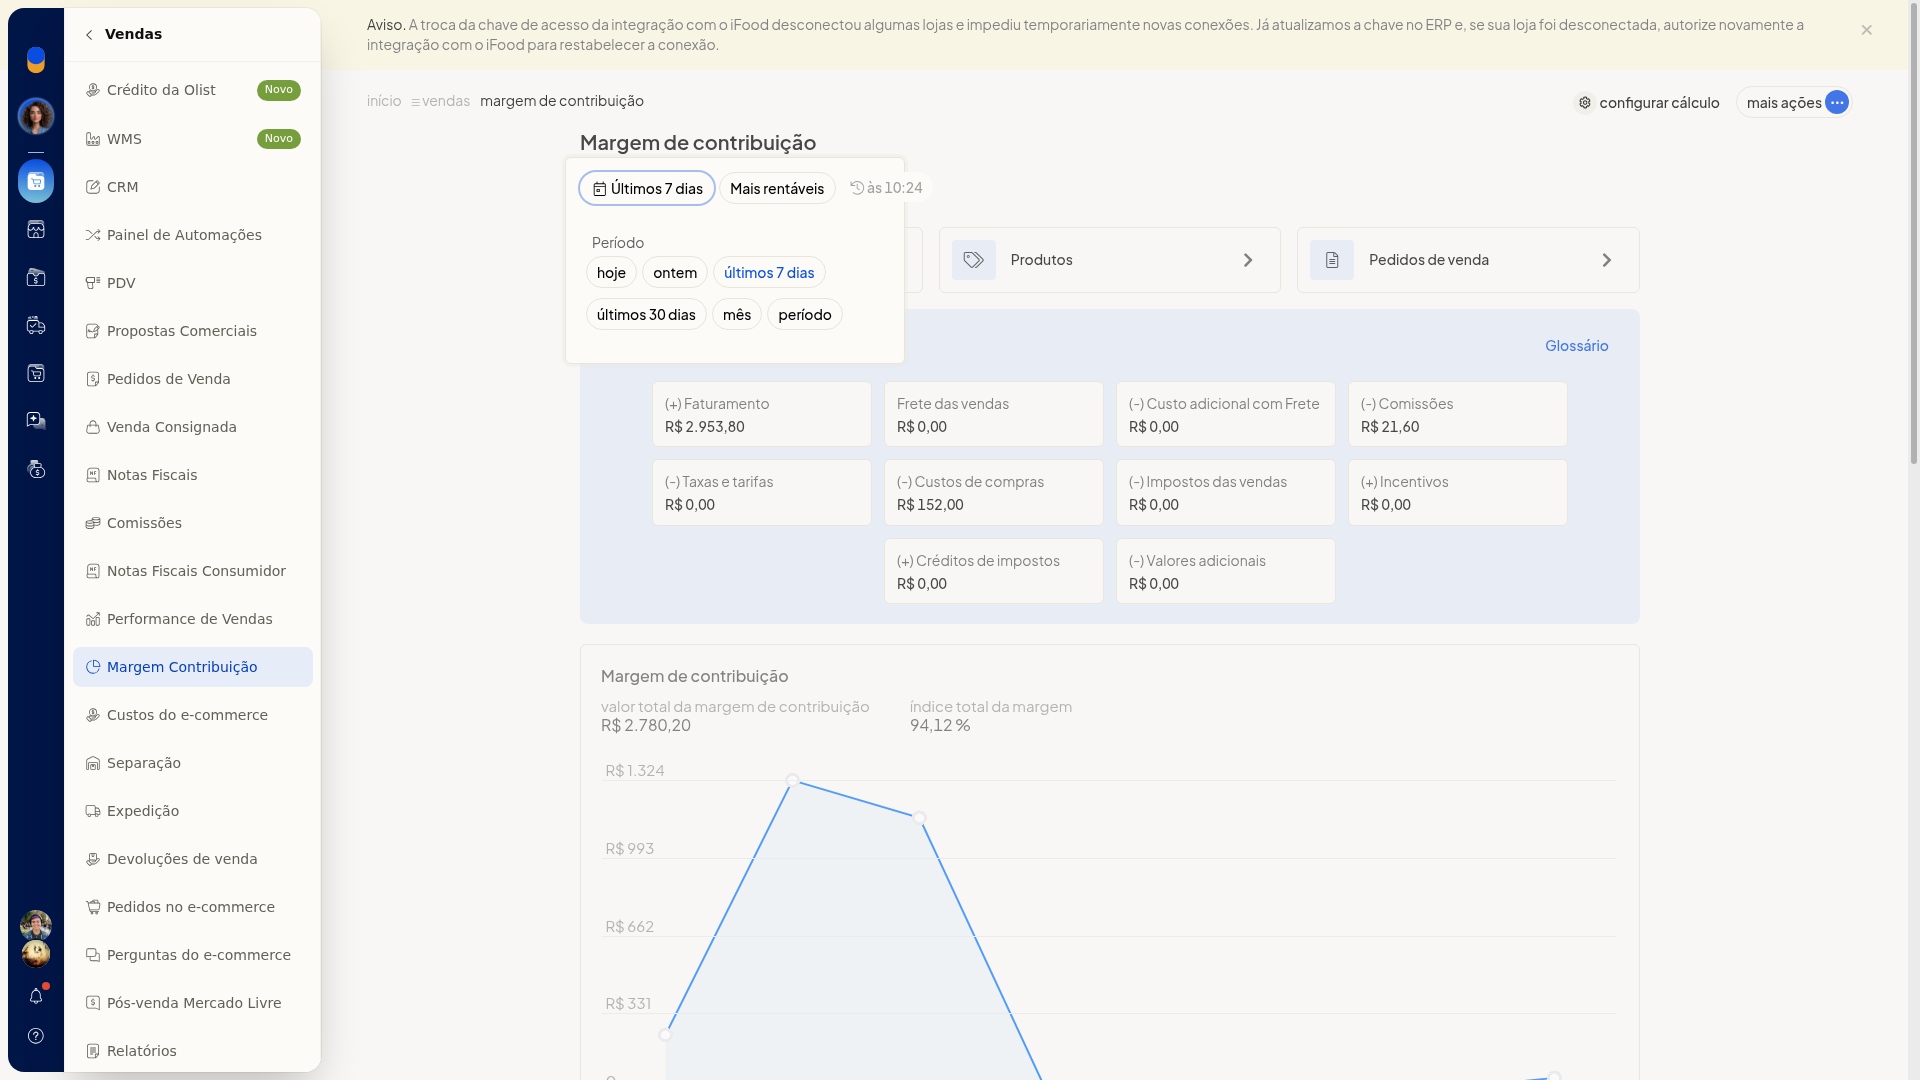 Vendas
Crédito da Olist
Novo
WMS
Novo
CRM
Painel de Automações
PDV
Propostas Comerciais
Pedidos de Venda
Venda Consignada
Notas Fiscais
Comissões
Notas Fiscais Consumidor
Performance de Vendas
Margem Contribuição
Custos do e-commerce
Separação
Expedição
Devoluções de venda
Pedidos no e-commerce
Perguntas do e-commerce
Pós-venda Mercado Livre
Relatórios
Aviso. A troca da chave de acesso da integração com o iFood desconectou algumas lojas e impediu temporariamente novas conexões. Já atualizamos a chave no ERP e, se sua loja foi desconectada, autorize novamente a
integração com o iFood para restabelecer a conexão.
início vendas margem de contribuição
configurar cálculo
mais ações
Margem de contribuição
Últimos 7 dias
Mais rentáveis
às 10:24
Período
hoje
ontem
últimos 7 dias
últimos 30 dias
mês
período
Produtos
Pedidos de venda
Glossário
(+) Faturamento
R$ 2.953,80
Frete das vendas
R$ 0,00
(-) Custo adicional com Frete
R$ 0,00
(-) Comissões
R$ 21,60
(-) Taxas e tarifas
R$ 0,00
(-) Custos de compras
R$ 152,00
(-) Impostos das vendas
R$ 0,00
(+) Incentivos
R$ 0,00
(+) Créditos de impostos
R$ 0,00
(-) Valores adicionais
R$ 0,00
Margem de contribuição
valor total da margem de contribuição
R$ 2.780,20
índice total da margem
94,12 %
R$ 1.324
R$ 993
R$ 662
R$ 331